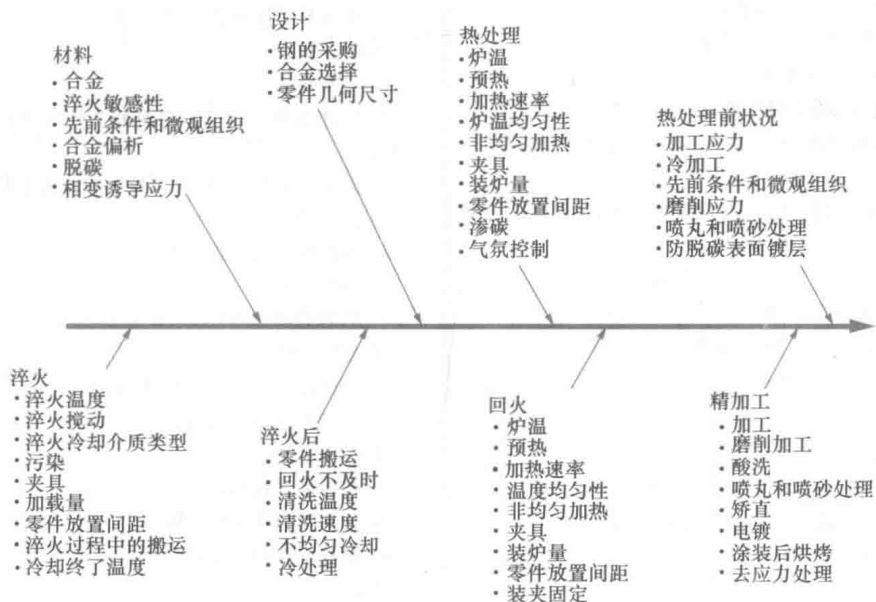 材料
·合金
·淬火敏感性
·先前条件和微观组织
·合金偏析
·脱碳
·相变诱导应力
设计
·钢的采购
·合金选择
·零件几何尺寸
热处理
·炉温
·预热
·加热速率
·炉温均匀性
·非均匀加热
·夹具
·装炉量
·零件放置间距
·渗碳
·气氛控制
热处理前状况
·加工应力
·冷加工
·先前条件和微观组织
·磨削应力
·喷丸和喷砂处理
·防脱碳表面镀层
淬火
·淬火温度
·淬火搅动
·淬火冷却介质类型
·污染
·夹具
·加载量
·零件放置间距
·淬火过程中的搬运
·冷却终了温度
淬火后
·零件搬运
·回火不及时
·清洗温度
·清洗速度
·不均匀冷却
·冷处理
回火
·炉温
·预热
·加热速率
·温度均匀性
·非均匀加热
·夹具
·装炉量
·零件放置间距
·装夹固定
精加工
·加工
·磨削加工
·酸洗
·喷丸和喷砂处理
·矫直
·电镀
·涂装后烘烤
·去应力处理